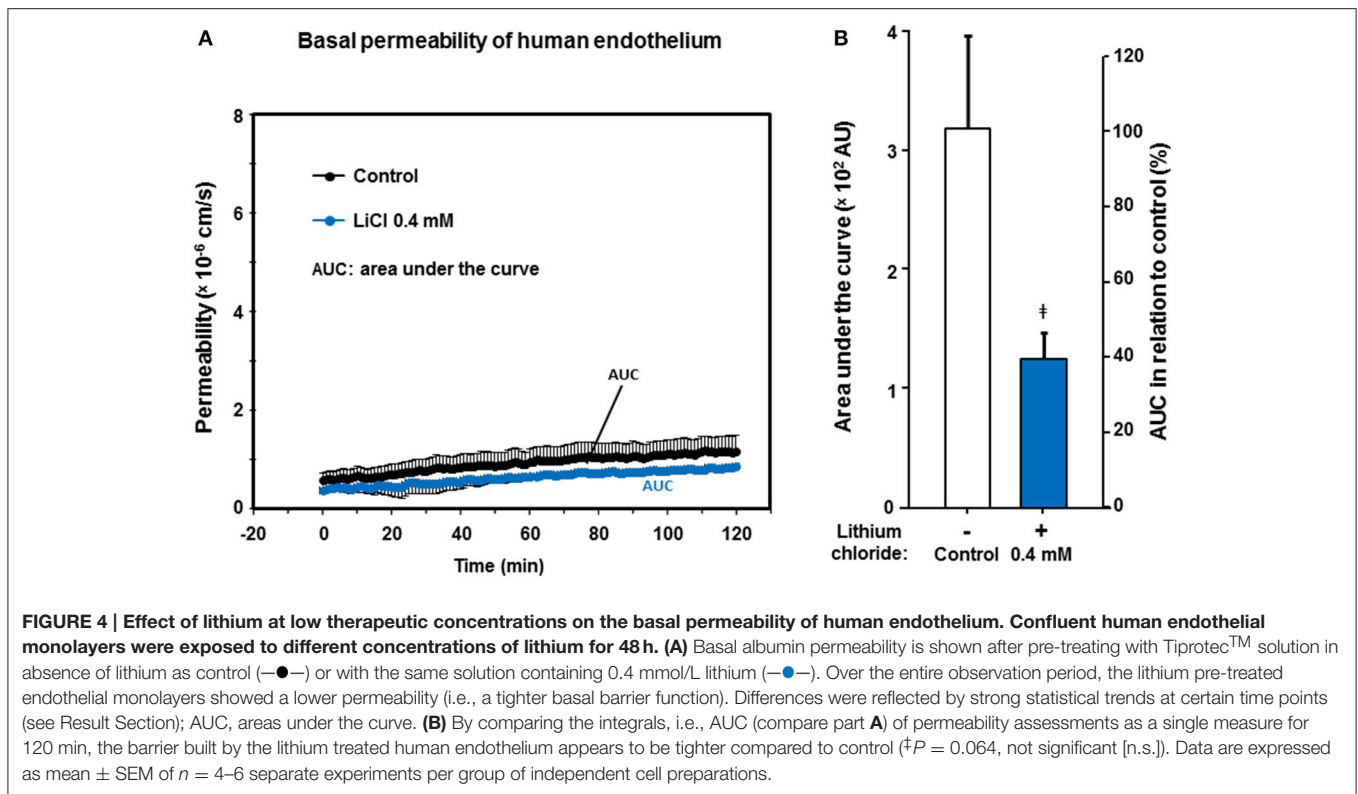 A Basal permeability of human endothelium
8
6
4
2
0
-20 0 20 40 60 80 100 120
Permeability (× 10-6 cm/s)
Time (min)
Control
LiCl 0.4 mM
AUC: area under the curve
AUC
AUC
B
4
3
2
1
0
Area under the curve (× 10² AU)
120
100
80
60
40
20
0
AUC in relation to control (%)
‡
Lithium - +
chloride: Control 0.4 mM
FIGURE 4 | Effect of lithium at low therapeutic concentrations on the basal permeability of human endothelium. Confluent human endothelial
monolayers were exposed to different concentrations of lithium for 48 h. (A) Basal albumin permeability is shown after pre-treating with Tiprotec™ solution in
absence of lithium as control (—●—) or with the same solution containing 0.4 mmol/L lithium (—●—). Over the entire observation period, the lithium pre-treated
endothelial monolayers showed a lower permeability (i.e., a tighter basal barrier function). Differences were reflected by strong statistical trends at certain time points
(see Result Section); AUC, areas under the curve. (B) By comparing the integrals, i.e., AUC (compare part A) of permeability assessments as a single measure for
120 min, the barrier built by the lithium treated human endothelium appears to be tighter compared to control (‡P = 0.064, not significant [n.s.]). Data are expressed
as mean ± SEM of n = 4–6 separate experiments per group of independent cell preparations.